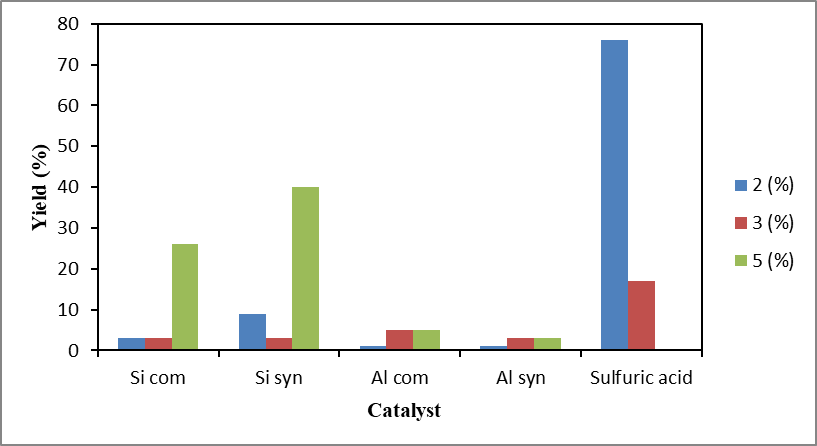 80
70
60
50
40
30
20
10
0
Yield (%)
Si com
Si syn
Al com
Al syn
Sulfuric acid
Catalyst
2 (%)
3 (%)
5 (%)